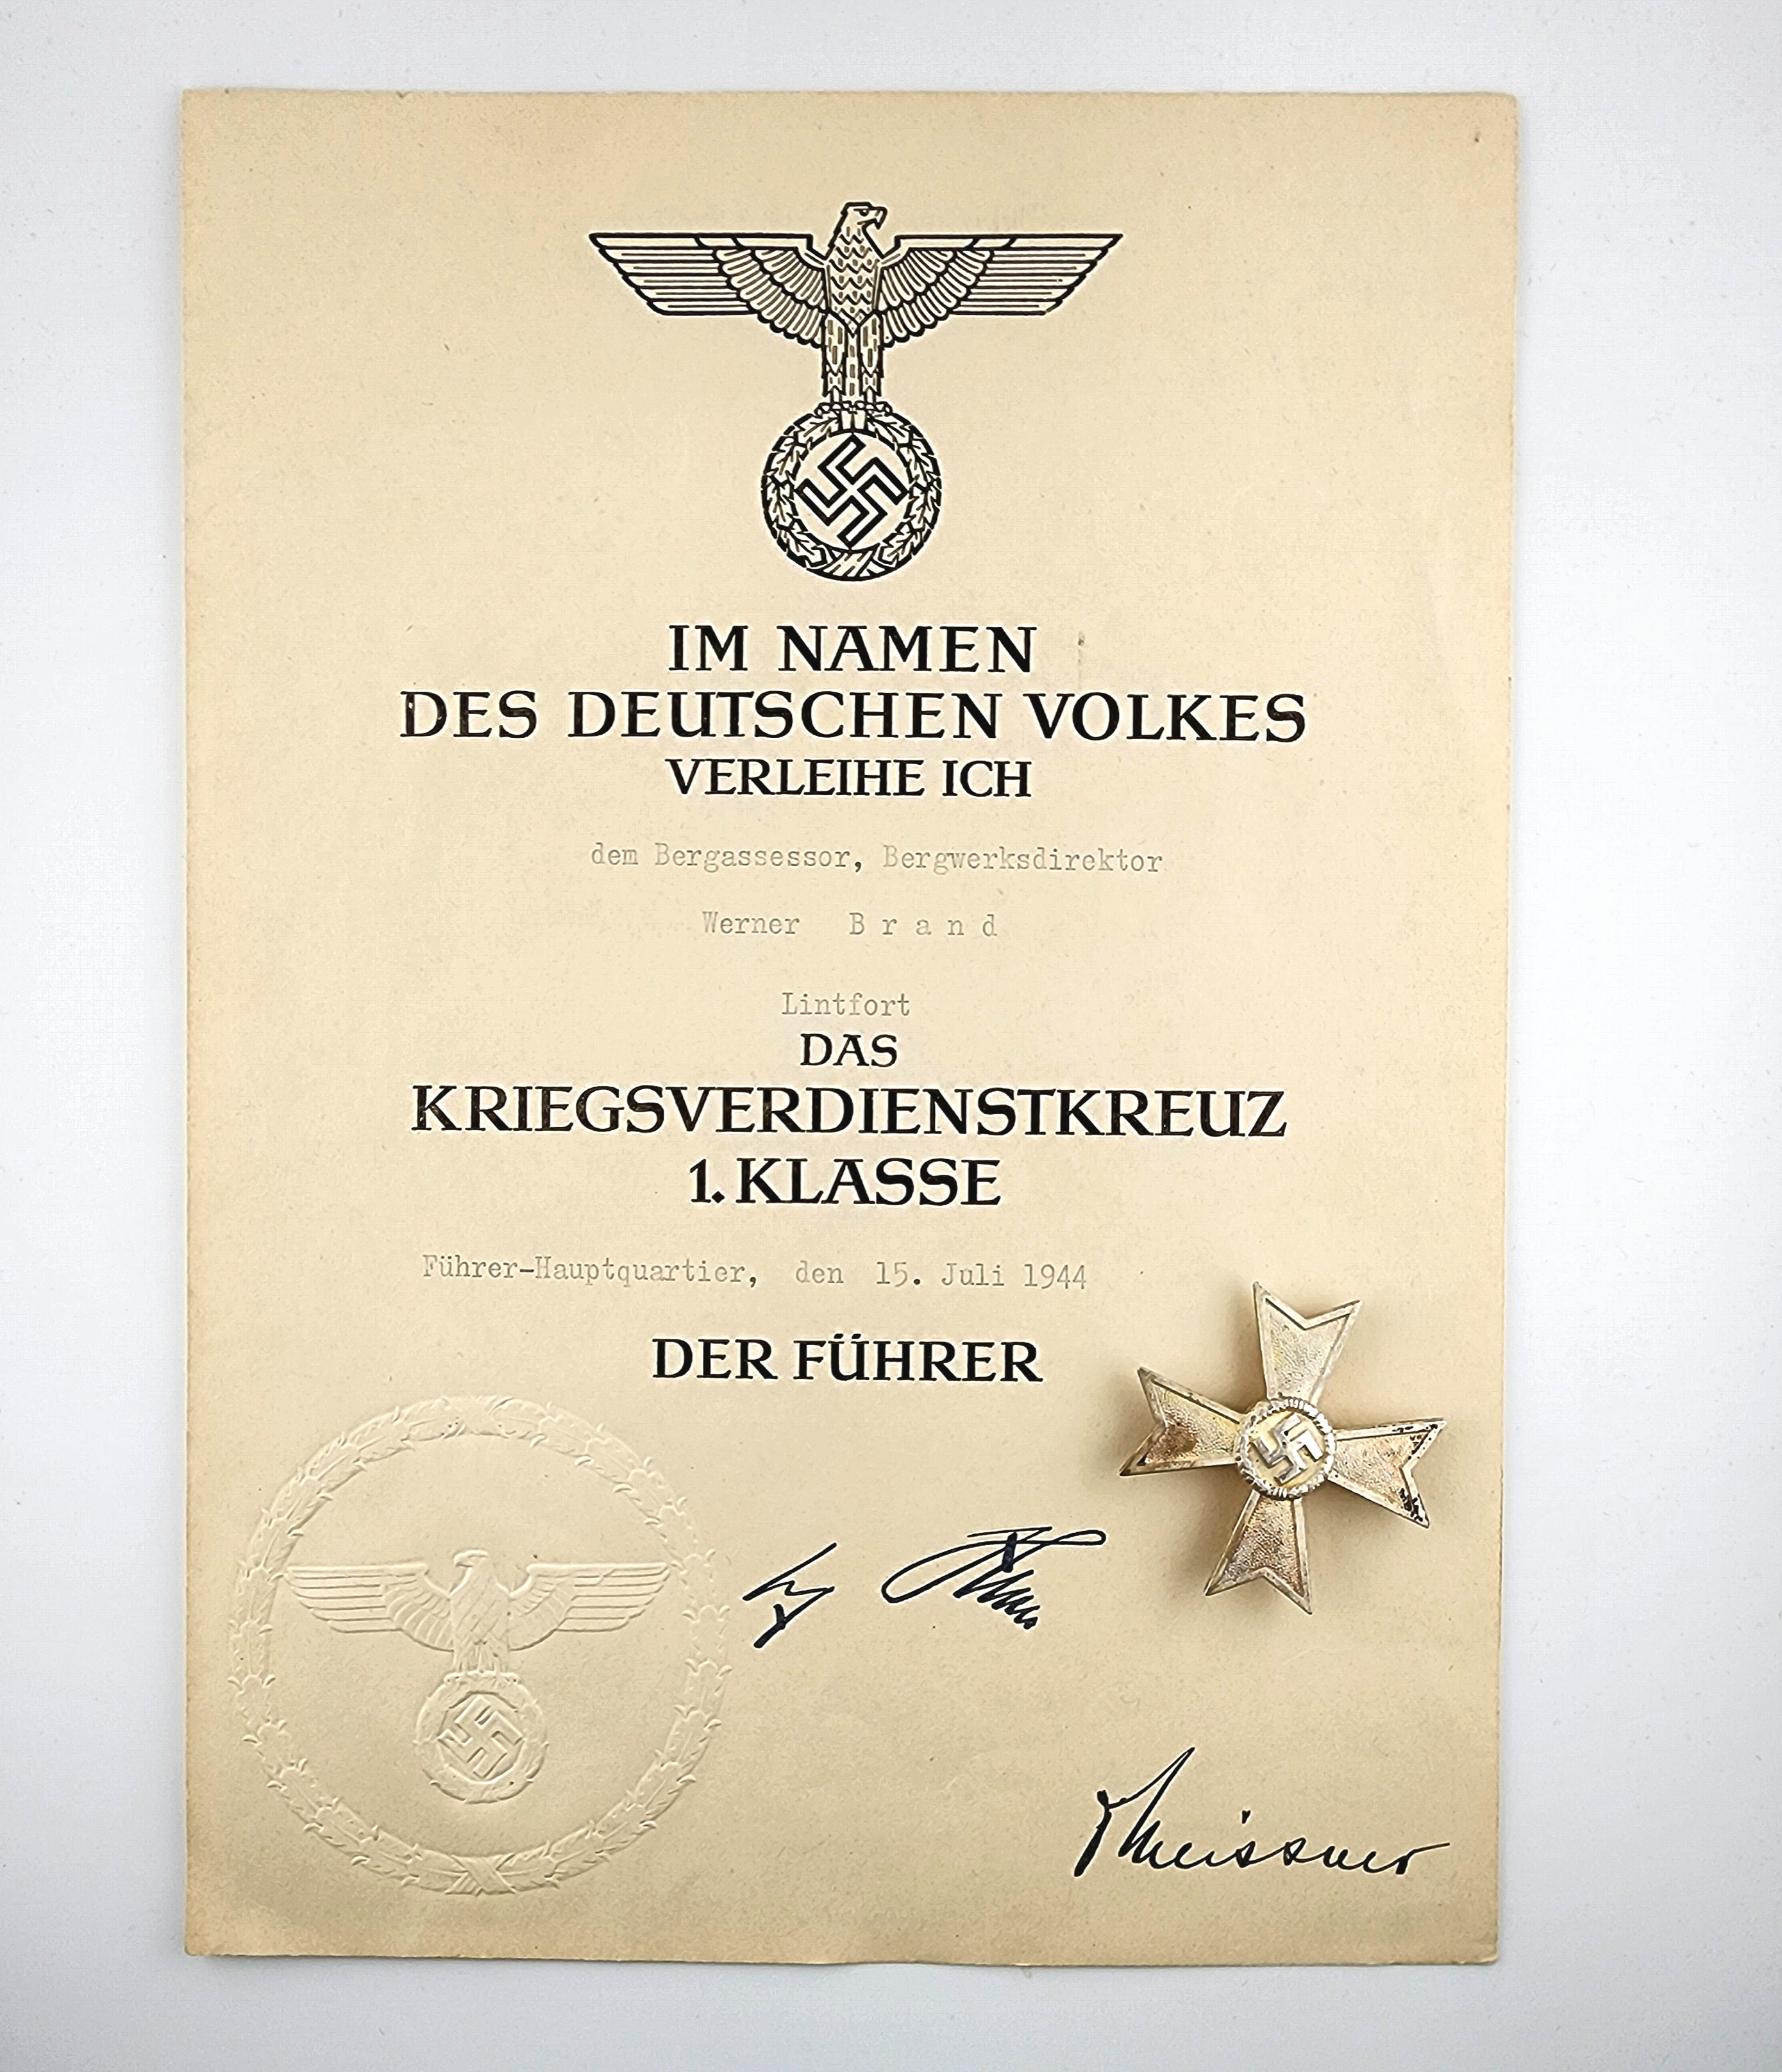 IM NAMEN
DES DEUTSCHEN VOLKES
VERLEIHE ICH
dem Bergassessor, Bergwerksdirektor
Werner B r a n d
Lintfort
DAS
KRIEGSVERDIENSTKREUZ
1. KLASSE
Führer-Hauptquartier, den 15. Juli 1944
DER FÜHRER
Meissner